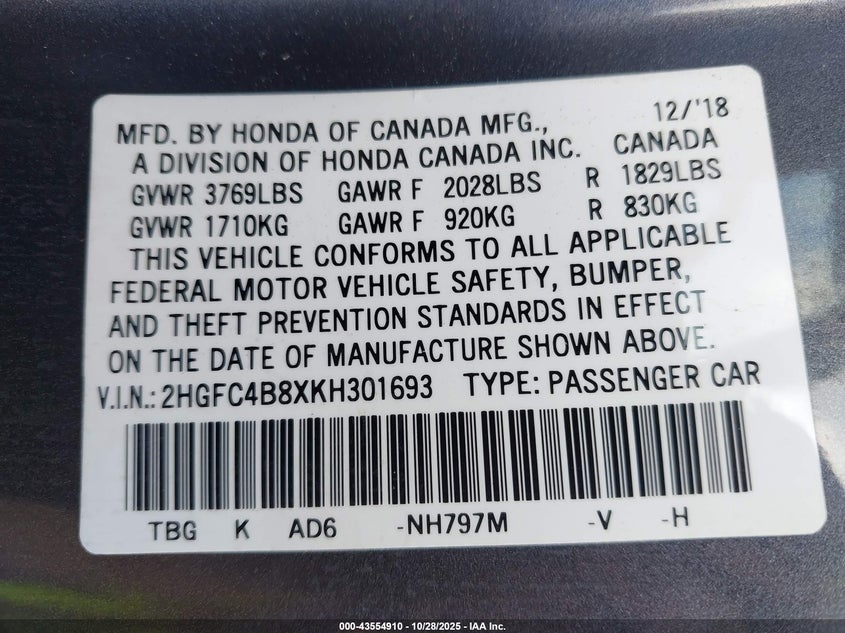 12/'18
MFD. BY HONDA OF CANADA MFG.,
A DIVISION OF HONDA CANADA INC. CANADA
GVWR 3769LBS GAWR F 2028LBS R 1829LBS
GVWR 1710KG GAWR F 920KG R 830KG
THIS VEHICLE CONFORMS TO ALL APPLICABLE
FEDERAL MOTOR VEHICLE SAFETY, BUMPER,
AND THEFT PREVENTION STANDARDS IN EFFECT
ON THE DATE OF MANUFACTURE SHOWN ABOVE.
V.I.N.: 2HGFC4B8XKH301693 TYPE: PASSENGER CAR
TBG K AD6 -NH797M -V -H
000-43554910 - 10/28/2025 - IAA Inc.